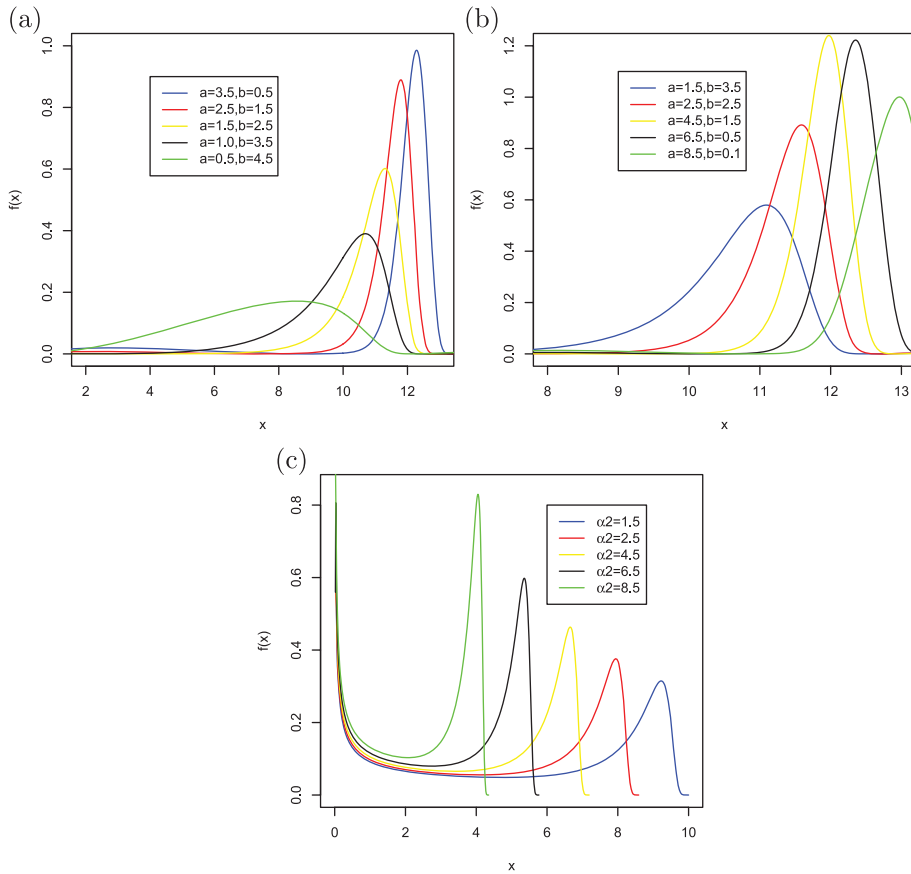 (a)
f(x)
0.0 0.2 0.4 0.6 0.8 1.0
a=3.5,b=0.5
a=2.5,b=1.5
a=1.5,b=2.5
a=1.0,b=3.5
a=0.5,b=4.5
2 4 6 8 10 12
x
(b)
f(x)
0.0 0.2 0.4 0.6 0.8 1.0 1.2
a=1.5,b=3.5
a=2.5,b=2.5
a=4.5,b=1.5
a=6.5,b=0.5
a=8.5,b=0.1
8 9 10 11 12 13
x
(c)
f(x)
0.0 0.2 0.4 0.6 0.8
α2=1.5
α2=2.5
α2=4.5
α2=6.5
α2=8.5
0 2 4 6 8 10
x